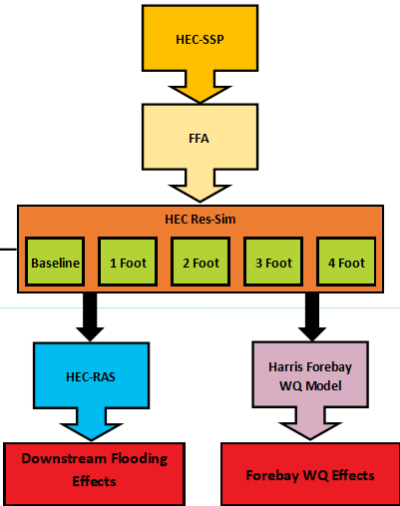 HEC-SSP
FFA
HEC Res-Sim
Baseline
1 Foot
2 Foot
3 Foot
4 Foot
HEC-RAS
Harris Forebay
WQ Model
Downstream Flooding
Effects
Forebay WQ Effects